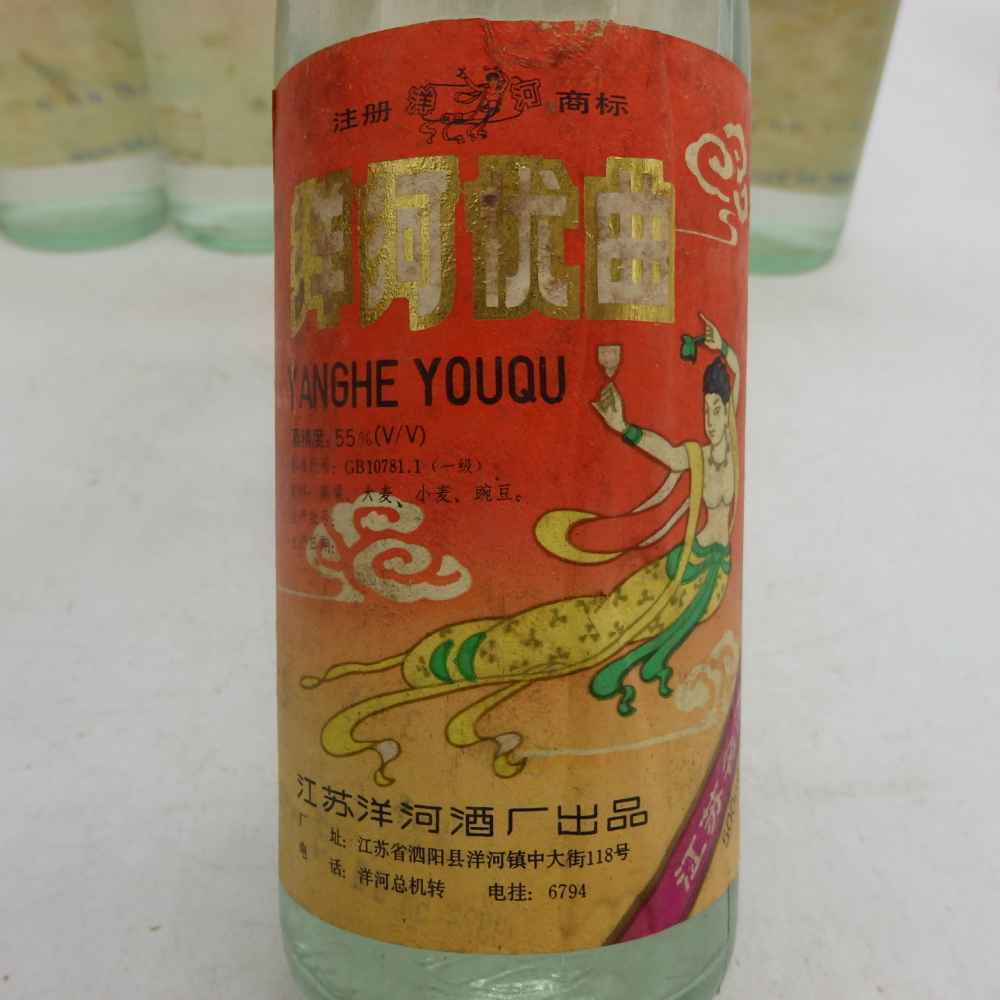 注册 洋河 商标
洋河优曲
YANGHE YOUQU
酒精度: 55%(V/V)
GB10781.1 (一级)
大麦、小麦、豌豆。
江苏洋河酒厂出品
厂 址: 江苏省泗阳县洋河镇中大街118号
电 话: 洋河总机转 电挂: 6794
江苏